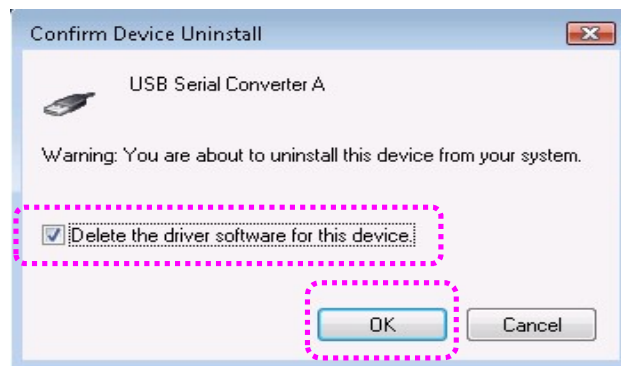 Confirm Device Uninstall
USB Serial Converter A
Warning: You are about to uninstall this device from your system.
Delete the driver software for this device.
OK
Cancel